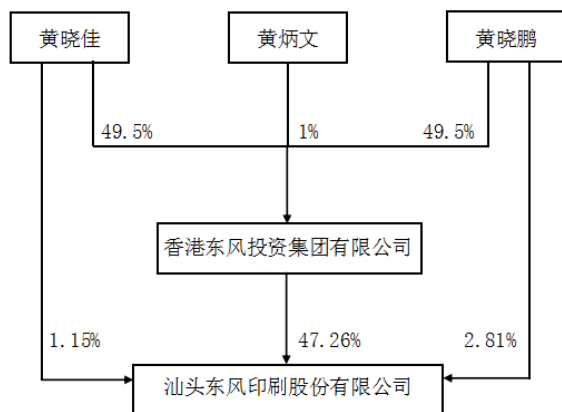 黄晓佳
黄炳文
黄晓鹏
49.5%
1%
49.5%
香港东风投资集团有限公司
1.15%
47.26%
2.81%
汕头东风印刷股份有限公司